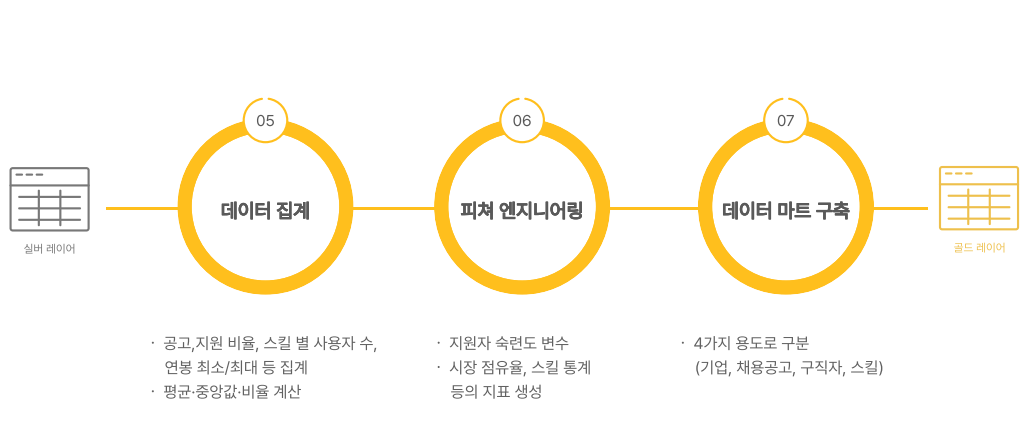 05
06
07
데이터 집계
피쳐 엔지니어링
데이터 마트 구축
실버 레이어
골드 레이어
· 공고,지원 비율, 스킬 별 사용자 수,
연봉 최소/최대 등 집계
· 평균·중앙값·비율 계산
· 지원자 숙련도 변수
· 시장 점유율, 스킬 통계
등의 지표 생성
· 4가지 용도로 구분
(기업, 채용공고, 구직자, 스킬)